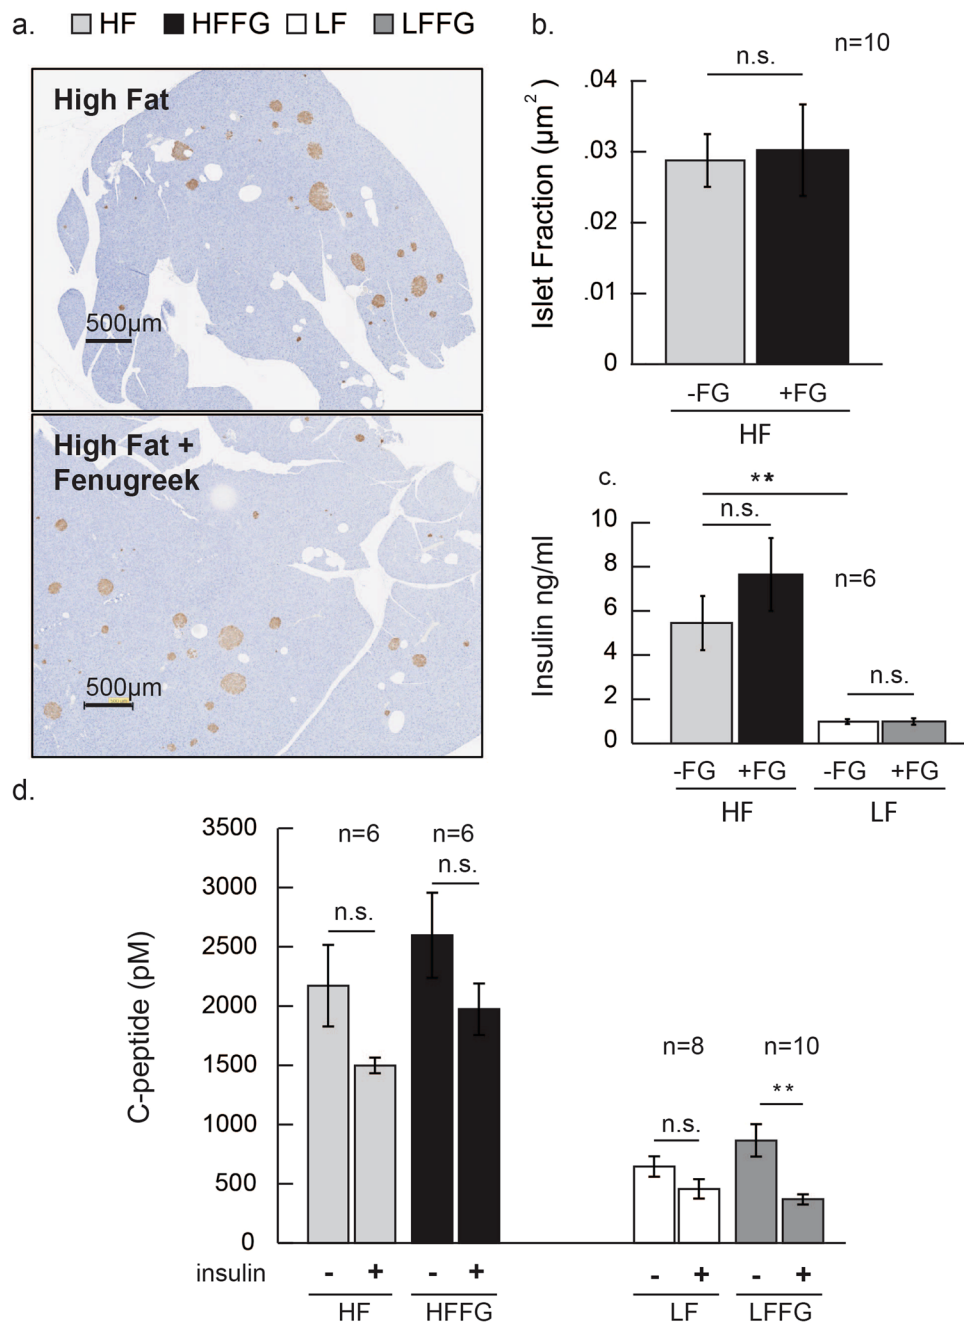 a. HF HFFG LF LFFG
High Fat
500µm
High Fat +
Fenugreek
500µm
b.
n=10
n.s.
Islet Fraction (µm²)
.04
.03
.02
.01
0
-FG +FG
HF
c.
**
n.s.
n=6
n.s.
Insulin ng/ml
10
8
6
4
2
0
-FG +FG -FG +FG
HF LF
d.
C-peptide (pM)
3500
3000
2500
2000
1500
1000
500
0
n=6 n=6
n.s.
n.s.
n=8 n=10
**
n.s.
insulin - + - + - + - +
HF HFFG LF LFFG